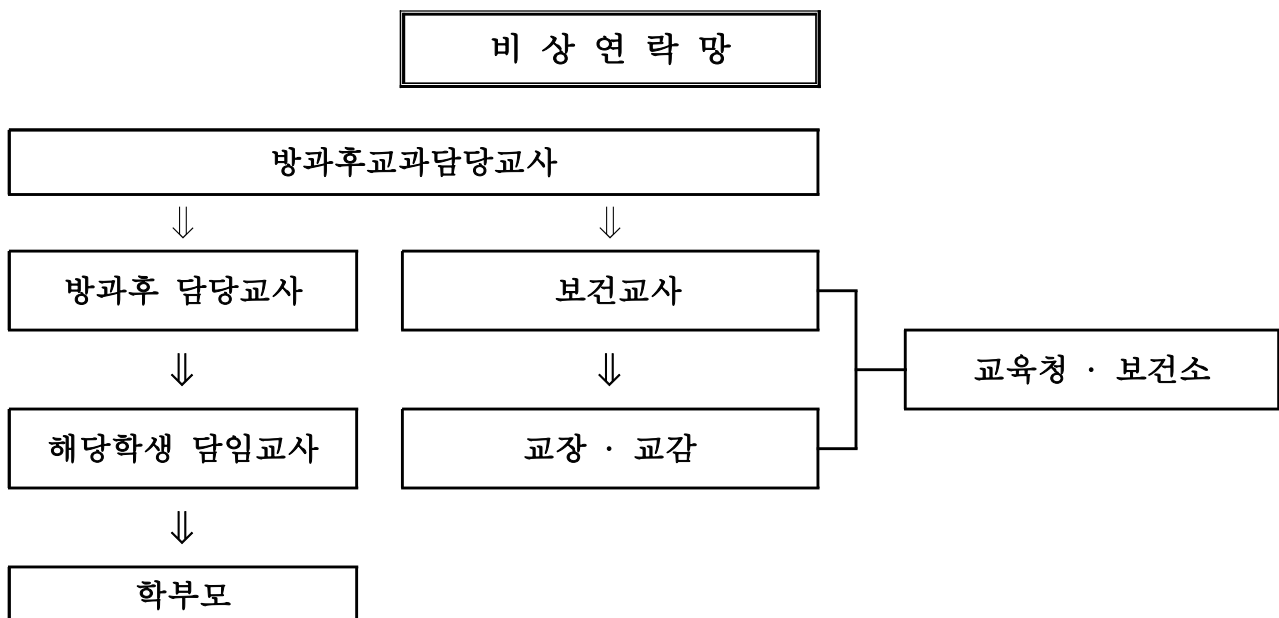 비 상 연 락 망
방과후교과담당교사
⇓ ⇓
방과후 담당교사 보건교사
교육청 · 보건소
⇓ ⇓
해당학생 담임교사 교장 · 교감
⇓
학부모